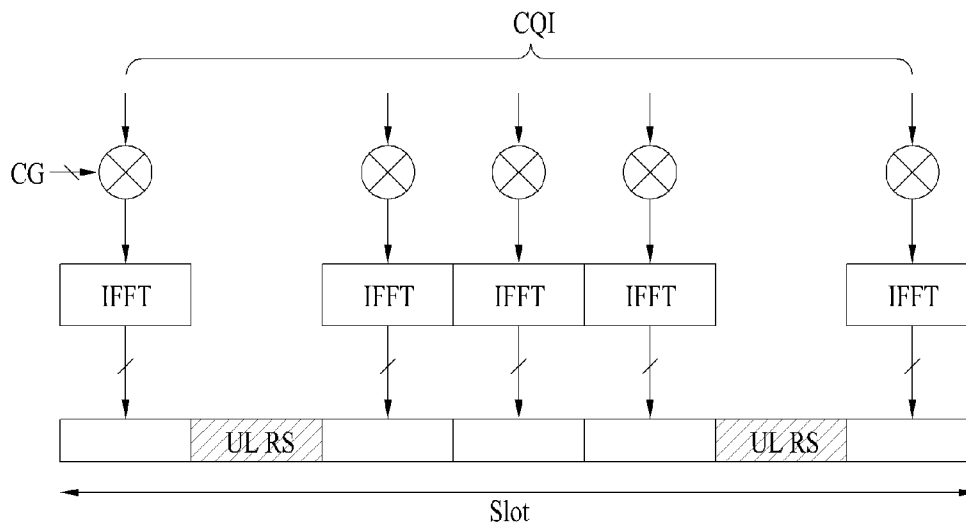 CQI
CG
IFFT IFFT IFFT IFFT IFFT
UL RS UL RS
Slot